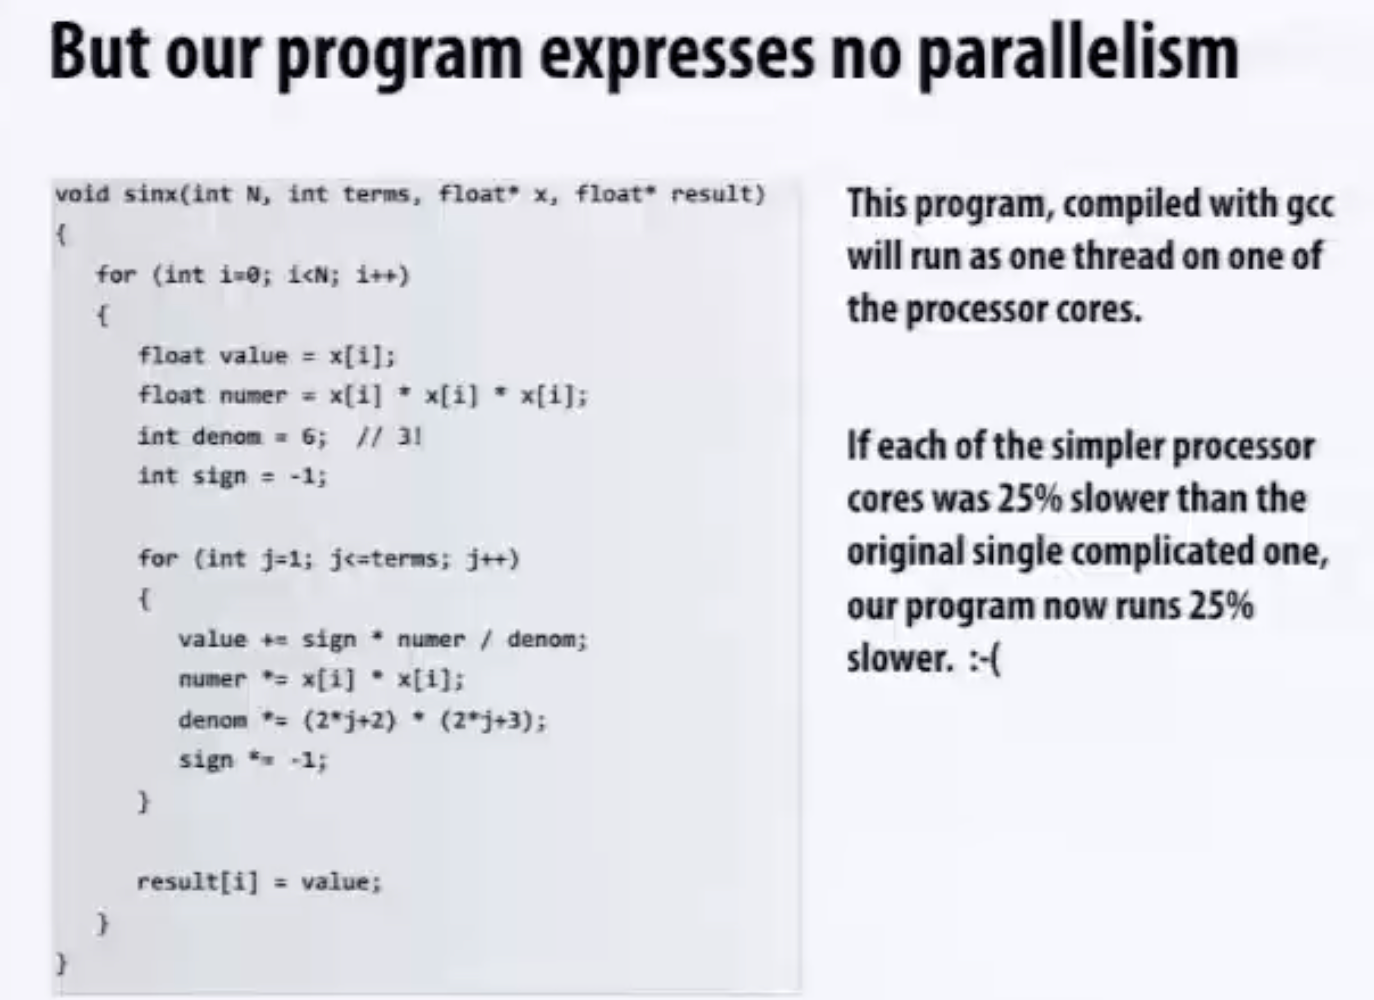 But our program expresses no parallelism
void sinx(int N, int terms, float* x, float* result)
{
for (int i=0; i<N; i++)
{
float value = x[i];
float numer = x[i] * x[i] * x[i];
int denom = 6;  // 3!
int sign = -1;
for (int j=1; j<=terms; j++)
{
value += sign * numer / denom;
numer *= x[i] * x[i];
denom *= (2*j+2) * (2*j+3);
sign *= -1;
}
result[i] = value;
}
}
This program, compiled with gcc
will run as one thread on one of
the processor cores.
If each of the simpler processor
cores was 25% slower than the
original single complicated one,
our program now runs 25%
slower. :-(